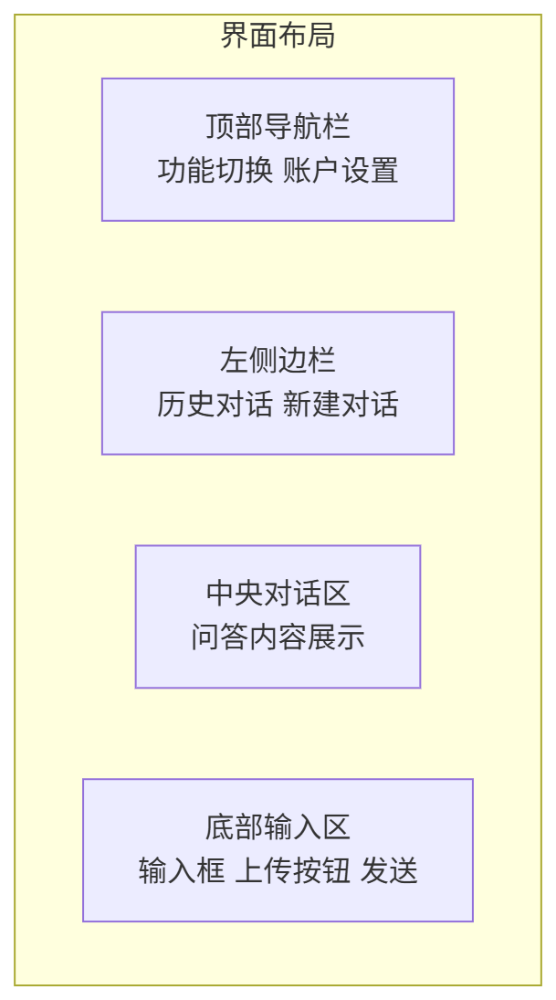 界面布局
顶部导航栏
功能切换 账户设置
左侧边栏
历史对话 新建对话
中央对话区
问答内容展示
底部输入区
输入框 上传按钮 发送